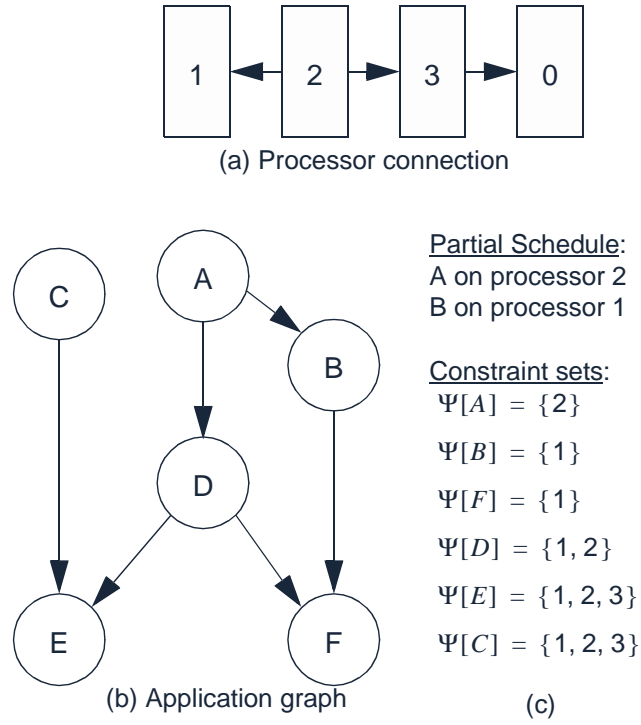 1 2 3 0
(a) Processor connection
C
A
B
D
E
F
(b) Application graph
Partial Schedule:
A on processor 2
B on processor 1
Constraint sets:
Ψ[A] = {2}
Ψ[B] = {1}
Ψ[F] = {1}
Ψ[D] = {1, 2}
Ψ[E] = {1, 2, 3}
Ψ[C] = {1, 2, 3}
(c)